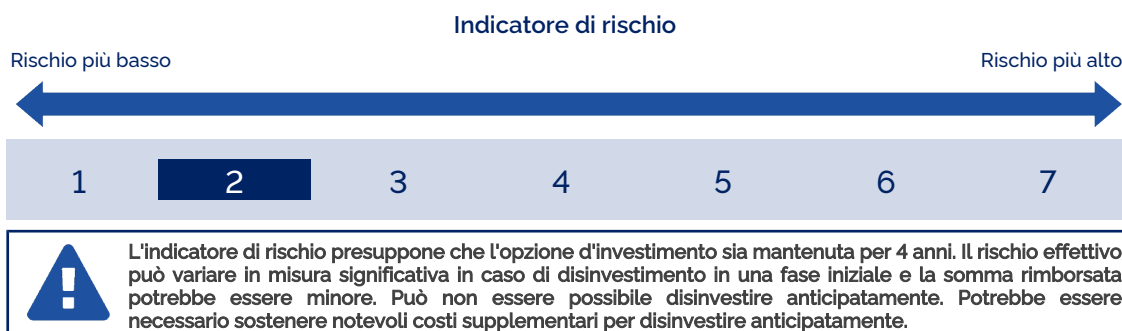 Indicatore di rischio
Rischio più basso
Rischio più alto
1 2 3 4 5 6 7
L'indicatore di rischio presuppone che l'opzione d'investimento sia mantenuta per 4 anni. Il rischio effettivo
può variare in misura significativa in caso di disinvestimento in una fase iniziale e la somma rimborsata
potrebbe essere minore. Può non essere possibile disinvestire anticipatamente. Potrebbe essere
necessario sostenere notevoli costi supplementari per disinvestire anticipatamente.